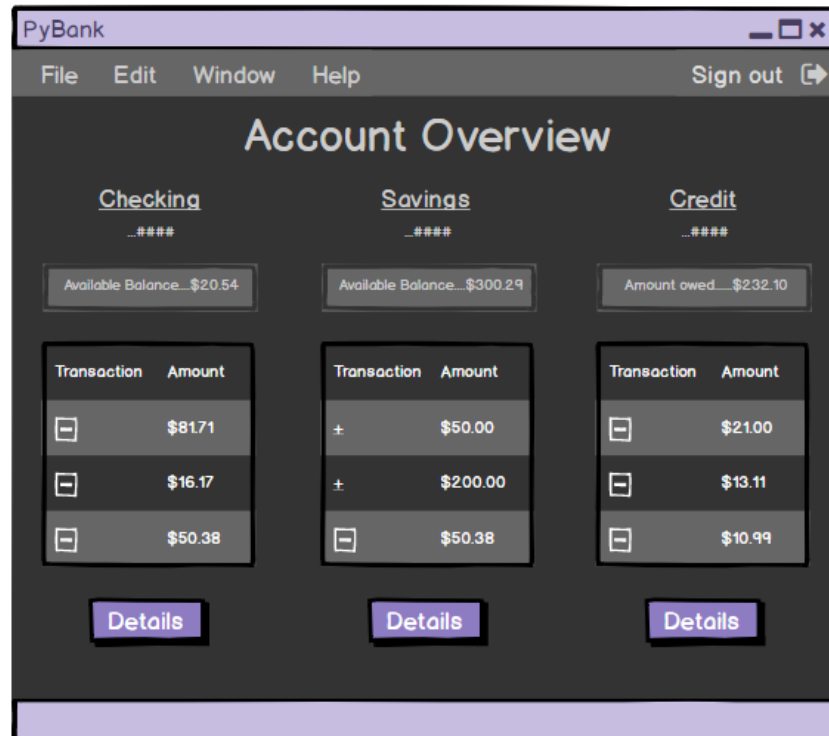 PyBank
File Edit Window Help Sign out
Account Overview
Checking Savings Credit
...#### ...#### ...####
Available Balance....$20.54 Available Balance....$300.29 Amount owed......$232.10
Transaction Amount Transaction Amount Transaction Amount
- $81.71 + $50.00 - $21.00
- $16.17 + $200.00 - $13.11
- $50.38 - $50.38 - $10.99
Details Details Details